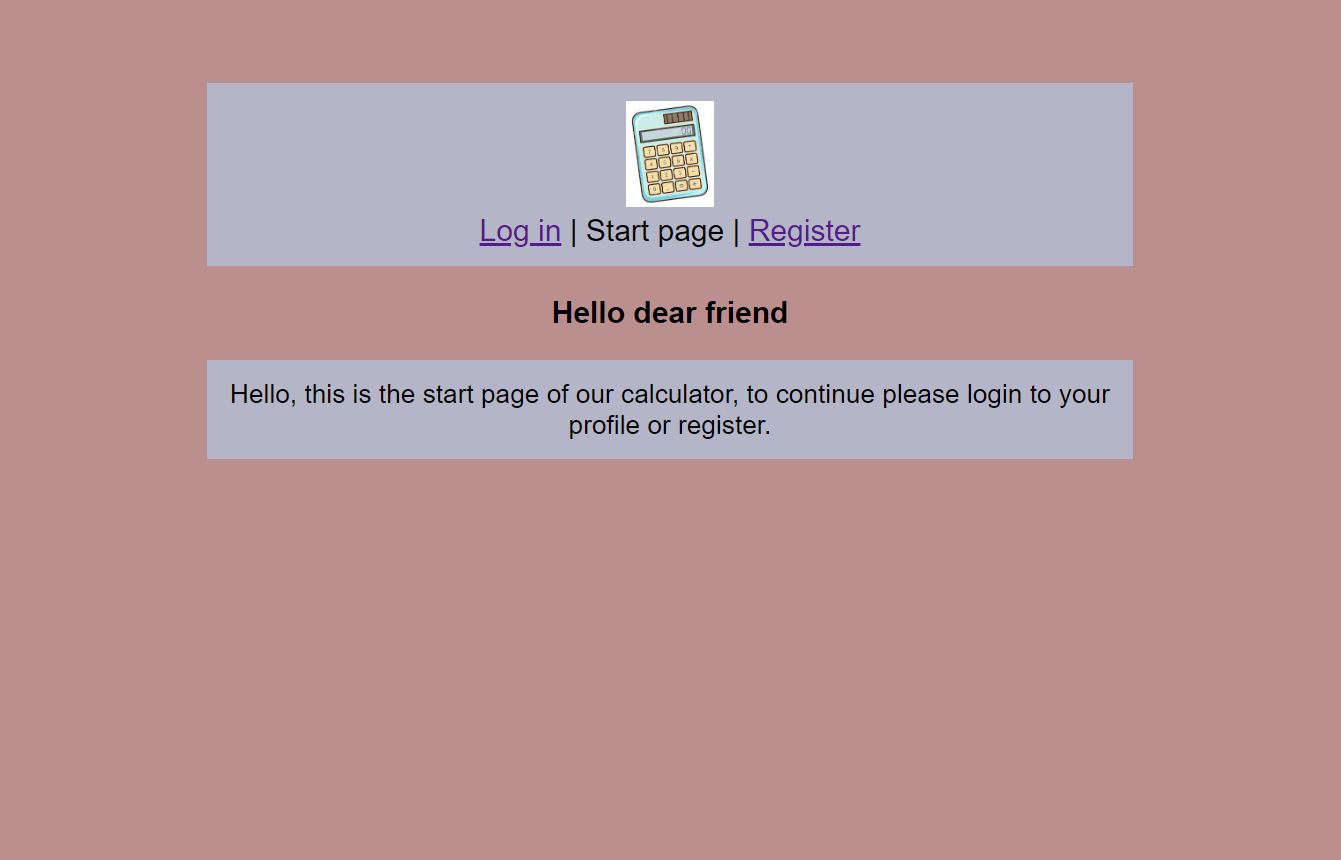 Log in | Start page | Register
Hello dear friend
Hello, this is the start page of our calculator, to continue please login to your
profile or register.